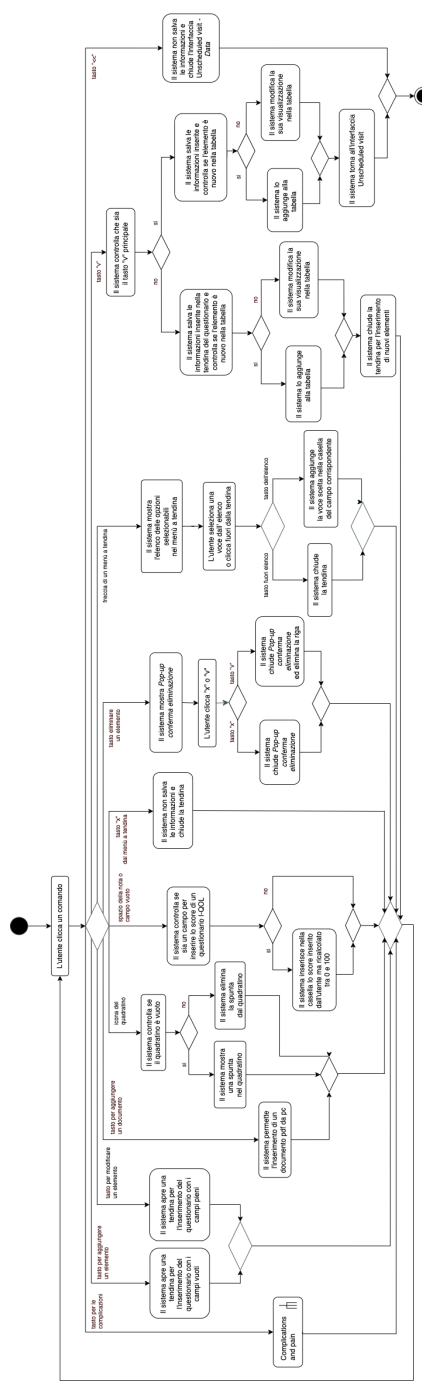 L'utente clicca un comando
tasto per le
complicazioni
Complications
and pain
tasto per aggiungere
un elemento
Il sistema apre una
tendina per
l'inserimento del
questionario con i
campi vuoti
tasto per modificare
un elemento
Il sistema apre una
tendina per
l'inserimento del
questionario con i
campi pieni
tasto per aggiungere
un documento
Il sistema permette
l'inserimento di un
documento pdf da pc
icona del
quadratino
Il sistema controlla se
il quadratino è vuoto
si
no
Il sistema mostra
una spunta
nel quadratino
Il sistema elimina
la spunta
dal quadratino
spazio della nota o
campo vuoto
Il sistema controlla se
sia un campo per
inserire lo score di un
questionario I-QOL
si
no
Il sistema inserisce nella
casella lo score inserito
dall'utente ma ricalcolato
tra 0 e 100
tasto "x"
dal menù a tendina
Il sistema non salva
le informazioni e
chiude la tendina
tasto eliminare
un elemento
Il sistema mostra Pop-up
conferma eliminazione
L'utente clicca "x" o "v"
tasto "x"
tasto "v"
Il sistema
chiude Pop-up
conferma
eliminazione
Il sistema
chiude Pop-up
conferma
eliminazione
ed elimina la riga
freccia di un menù a tendina
Il sistema mostra
l'elenco delle opzioni
selezionabili
nel menù a tendina
L'utente seleziona una
voce dall' elenco
o clicca fuori dalla tendina
tasto fuori elenco
tasto dell'elenco
Il sistema chiude
la tendina
Il sistema aggiunge
la voce scelta nella casella
del campo corrispondente
tasto "v"
Il sistema controlla che sia
il tasto "v" principale
no
si
Il sistema salva le
informazioni inserite nella
tendina del questionario e
controlla se l'elemento è
nuovo nella tabella
si
no
Il sistema lo aggiunge
alla tabella
Il sistema modifica la
sua visualizzazione
nella tabella
Il sistema chiude la
tendina per l'inserimento
di nuovi elementi
Il sistema salva le
informazioni inserite e
controlla se l'elemento è
nuovo nella tabella
si
no
Il sistema lo
aggiunge alla
tabella
Il sistema modifica la
sua visualizzazione
nella tabella
Il sistema torna all'interfaccia
Unscheduled visit
tasto "<<"
Il sistema non salva
le informazioni e
chiude l'interfaccia
Unscheduled visit -
Data